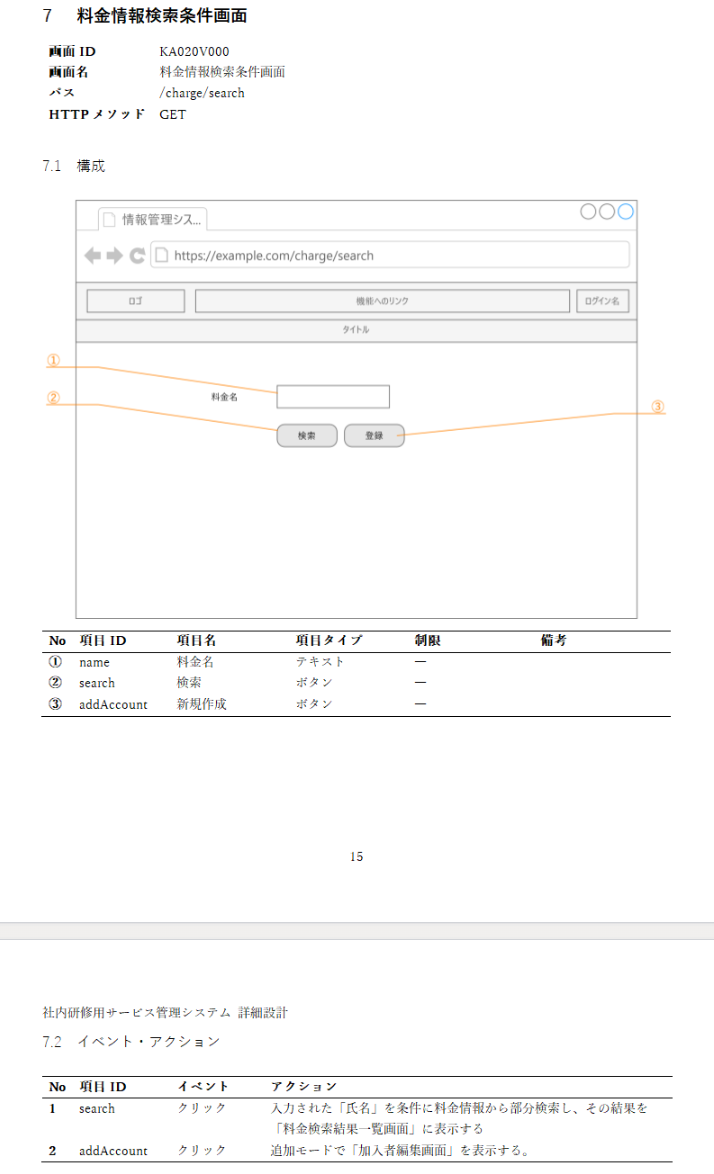 7 料金情報検索条件画面
画面 ID KA020V000
画面名 料金情報検索条件画面
パス /charge/search
HTTP メソッド GET
7.1 構成
情報管理シス...
https://example.com/charge/search
ロゴ 機能へのリンク ログイン名
タイトル
①
料金名
②
③
検索 登録
No 項目 ID 項目名 項目タイプ 制限 備考
① name 料金名 テキスト ―
② search 検索 ボタン ―
③ addAccount 新規作成 ボタン ―
15
社内研修用サービス管理システム 詳細設計
7.2 イベント・アクション
No 項目 ID イベント アクション
1 search クリック 入力された「氏名」を条件に料金情報から部分検索し、その結果を
「料金検索結果一覧画面」に表示する
2 addAccount クリック 追加モードで「加入者編集画面」を表示する。